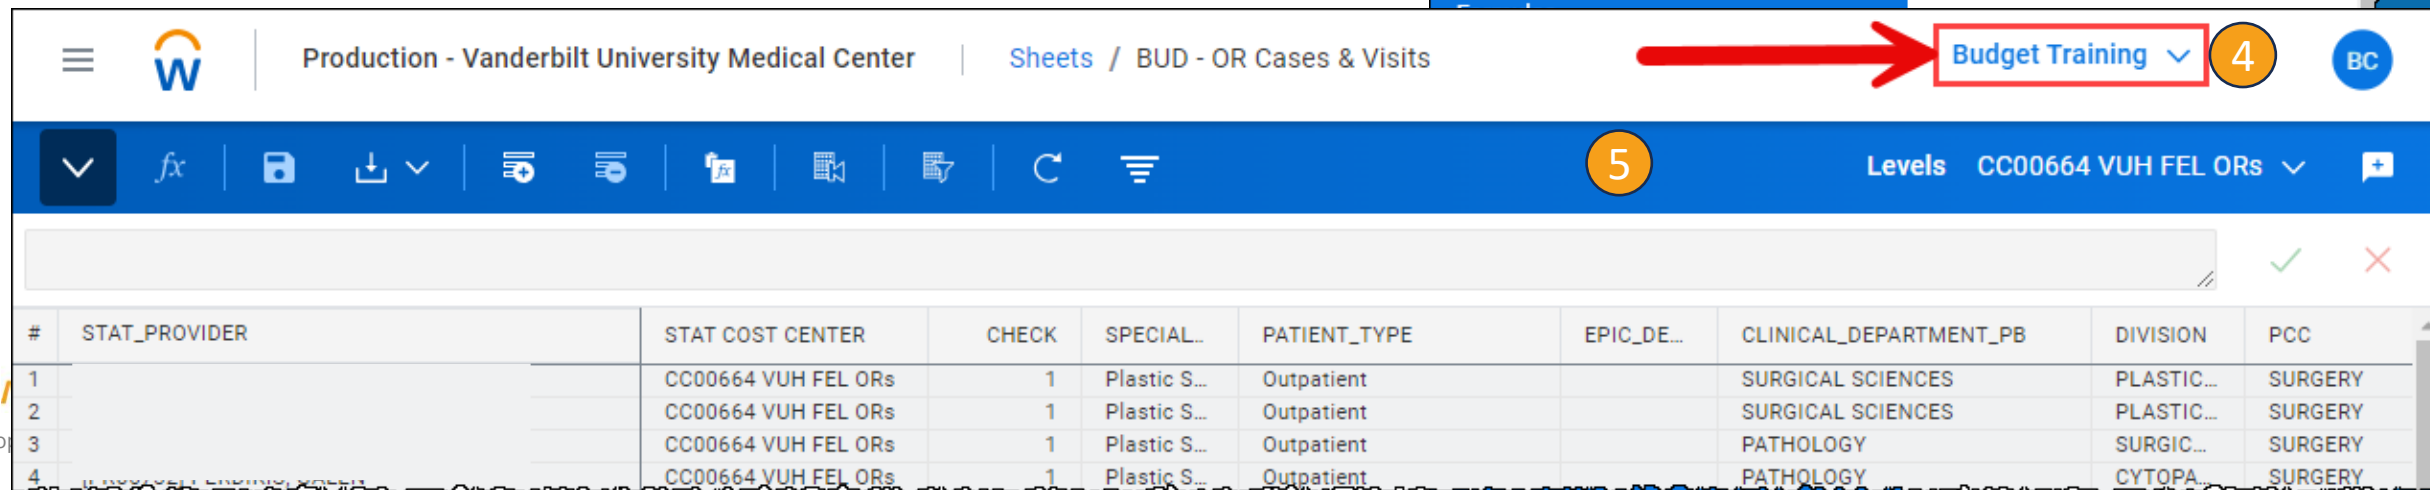 Production - Vanderbilt University Medical Center | Sheets / BUD - OR Cases & Visits Budget Training 4 BC
fx 5 Levels CC00664 VUH FEL ORs
# STAT_PROVIDER STAT COST CENTER CHECK SPECIAL... PATIENT_TYPE EPIC_DE... CLINICAL_DEPARTMENT_PB DIVISION PCC
1 CC00664 VUH FEL ORs 1 Plastic S... Outpatient SURGICAL SCIENCES PLASTIC... SURGERY
2 CC00664 VUH FEL ORs 1 Plastic S... Outpatient SURGICAL SCIENCES PLASTIC... SURGERY
3 CC00664 VUH FEL ORs 1 Plastic S... Outpatient PATHOLOGY SURGIC... SURGERY
4 CC00664 VUH FEL ORs 1 Plastic S... Outpatient PATHOLOGY CYTOPA... SURGERY